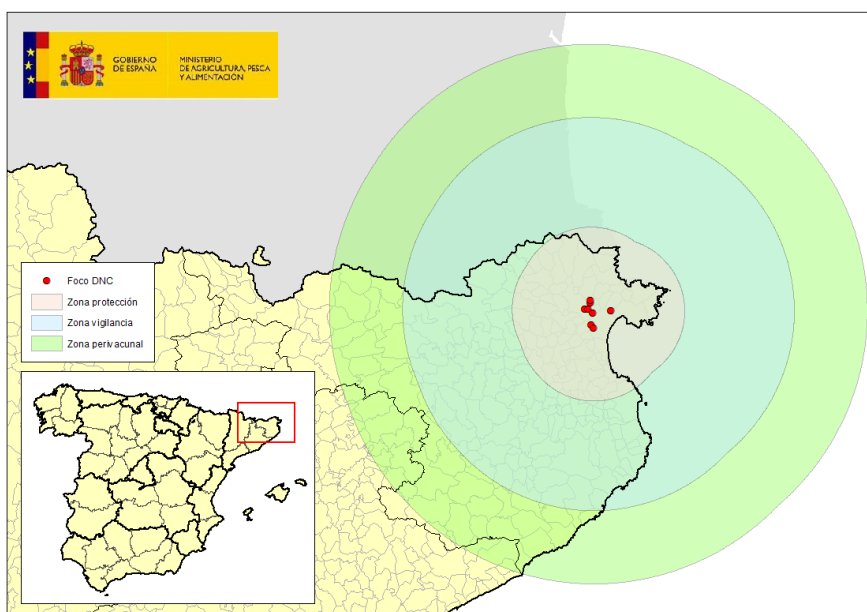 GOBIERNO
DE ESPAÑA
MINISTERIO
DE AGRICULTURA, PESCA
Y ALIMENTACIÓN
Foco DNC
Zona protección
Zona vigilancia
Zona perivacunal